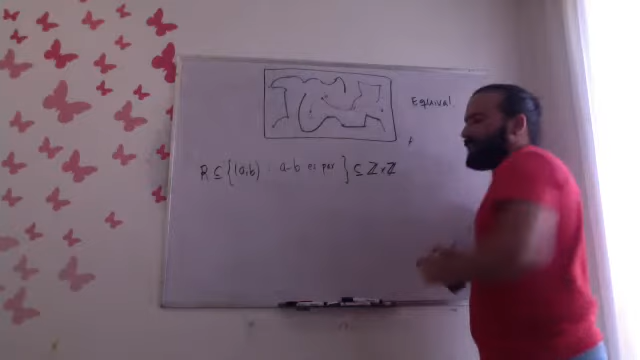 Equival.
R ⊆ {(a,b) : a-b es par } ⊆ ℤ×ℤ